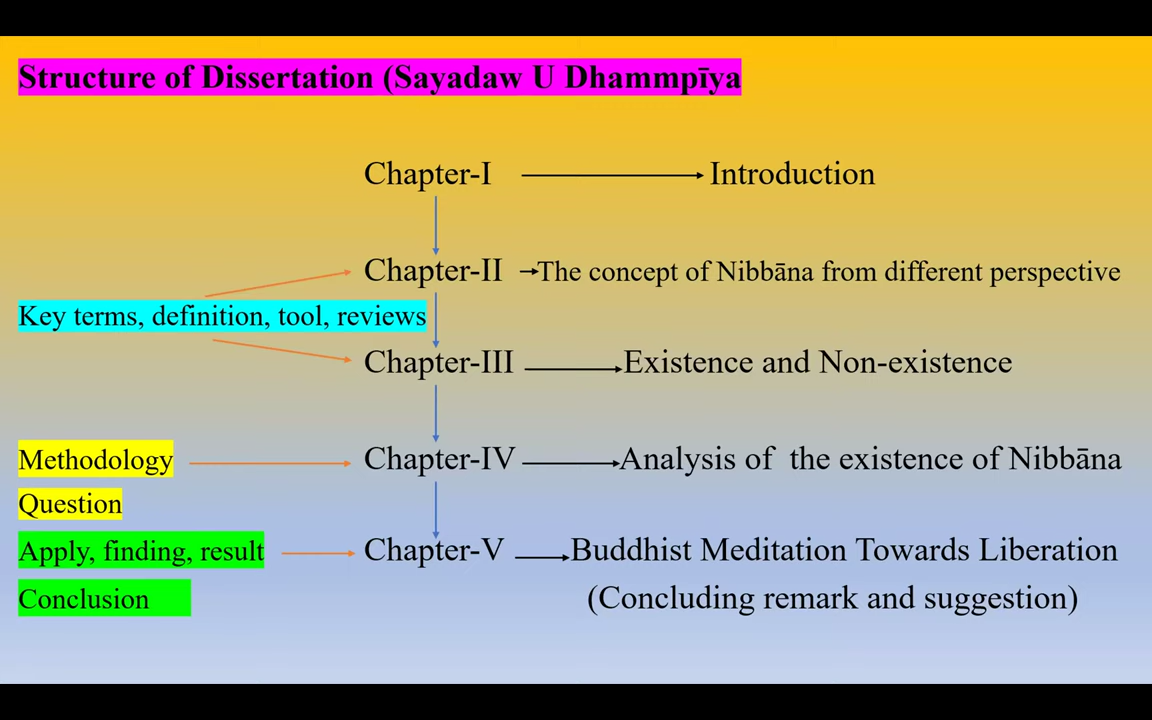 Structure of Dissertation (Sayadaw U Dhammpīya
Chapter-I Introduction
Chapter-II The concept of Nibbāna from different perspective
Key terms, definition, tool, reviews
Chapter-III Existence and Non-existence
Methodology Chapter-IV Analysis of the existence of Nibbāna
Question
Apply, finding, result Chapter-V Buddhist Meditation Towards Liberation
Conclusion (Concluding remark and suggestion)